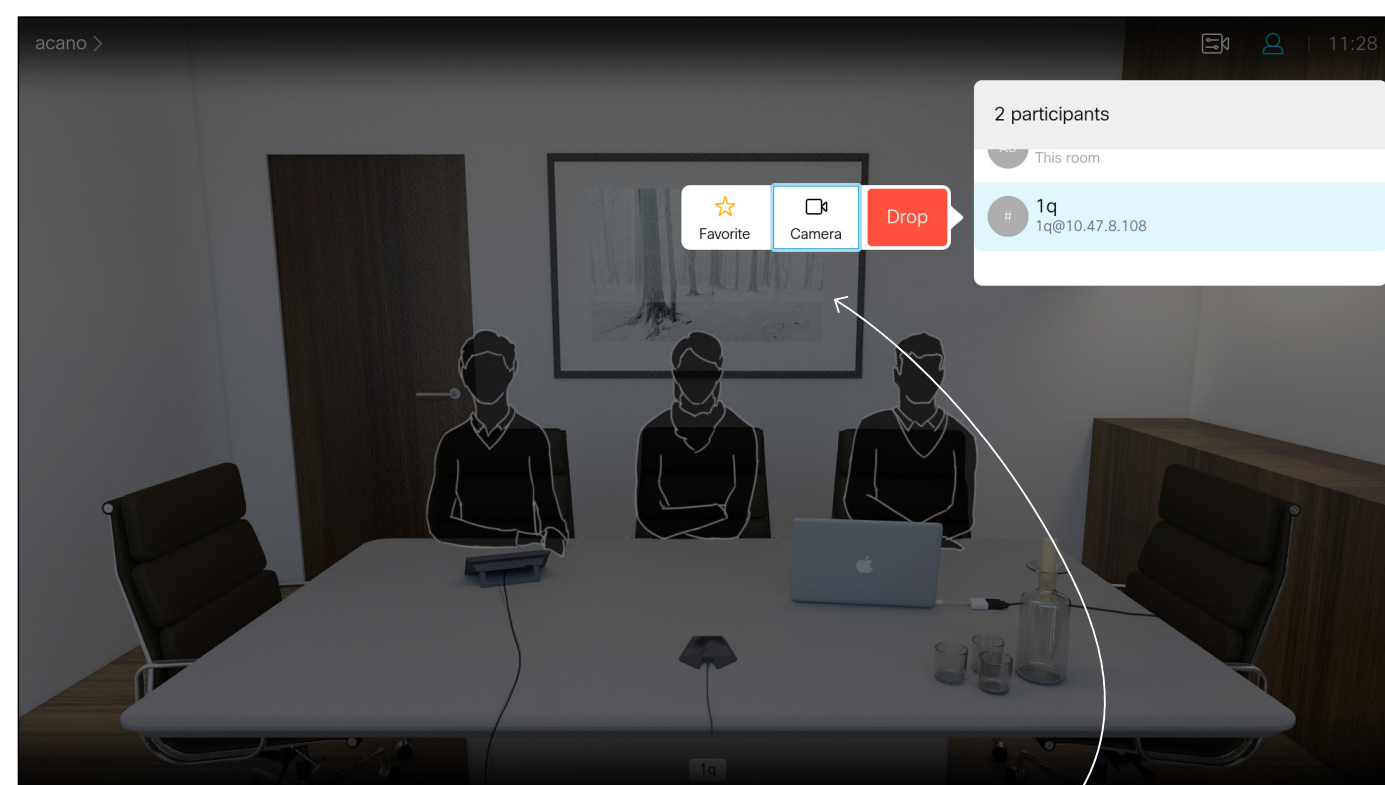 acano >
11:28
2 participants
This room
Favorite
Camera
Drop
#
1q
1q@10.47.8.108
1q